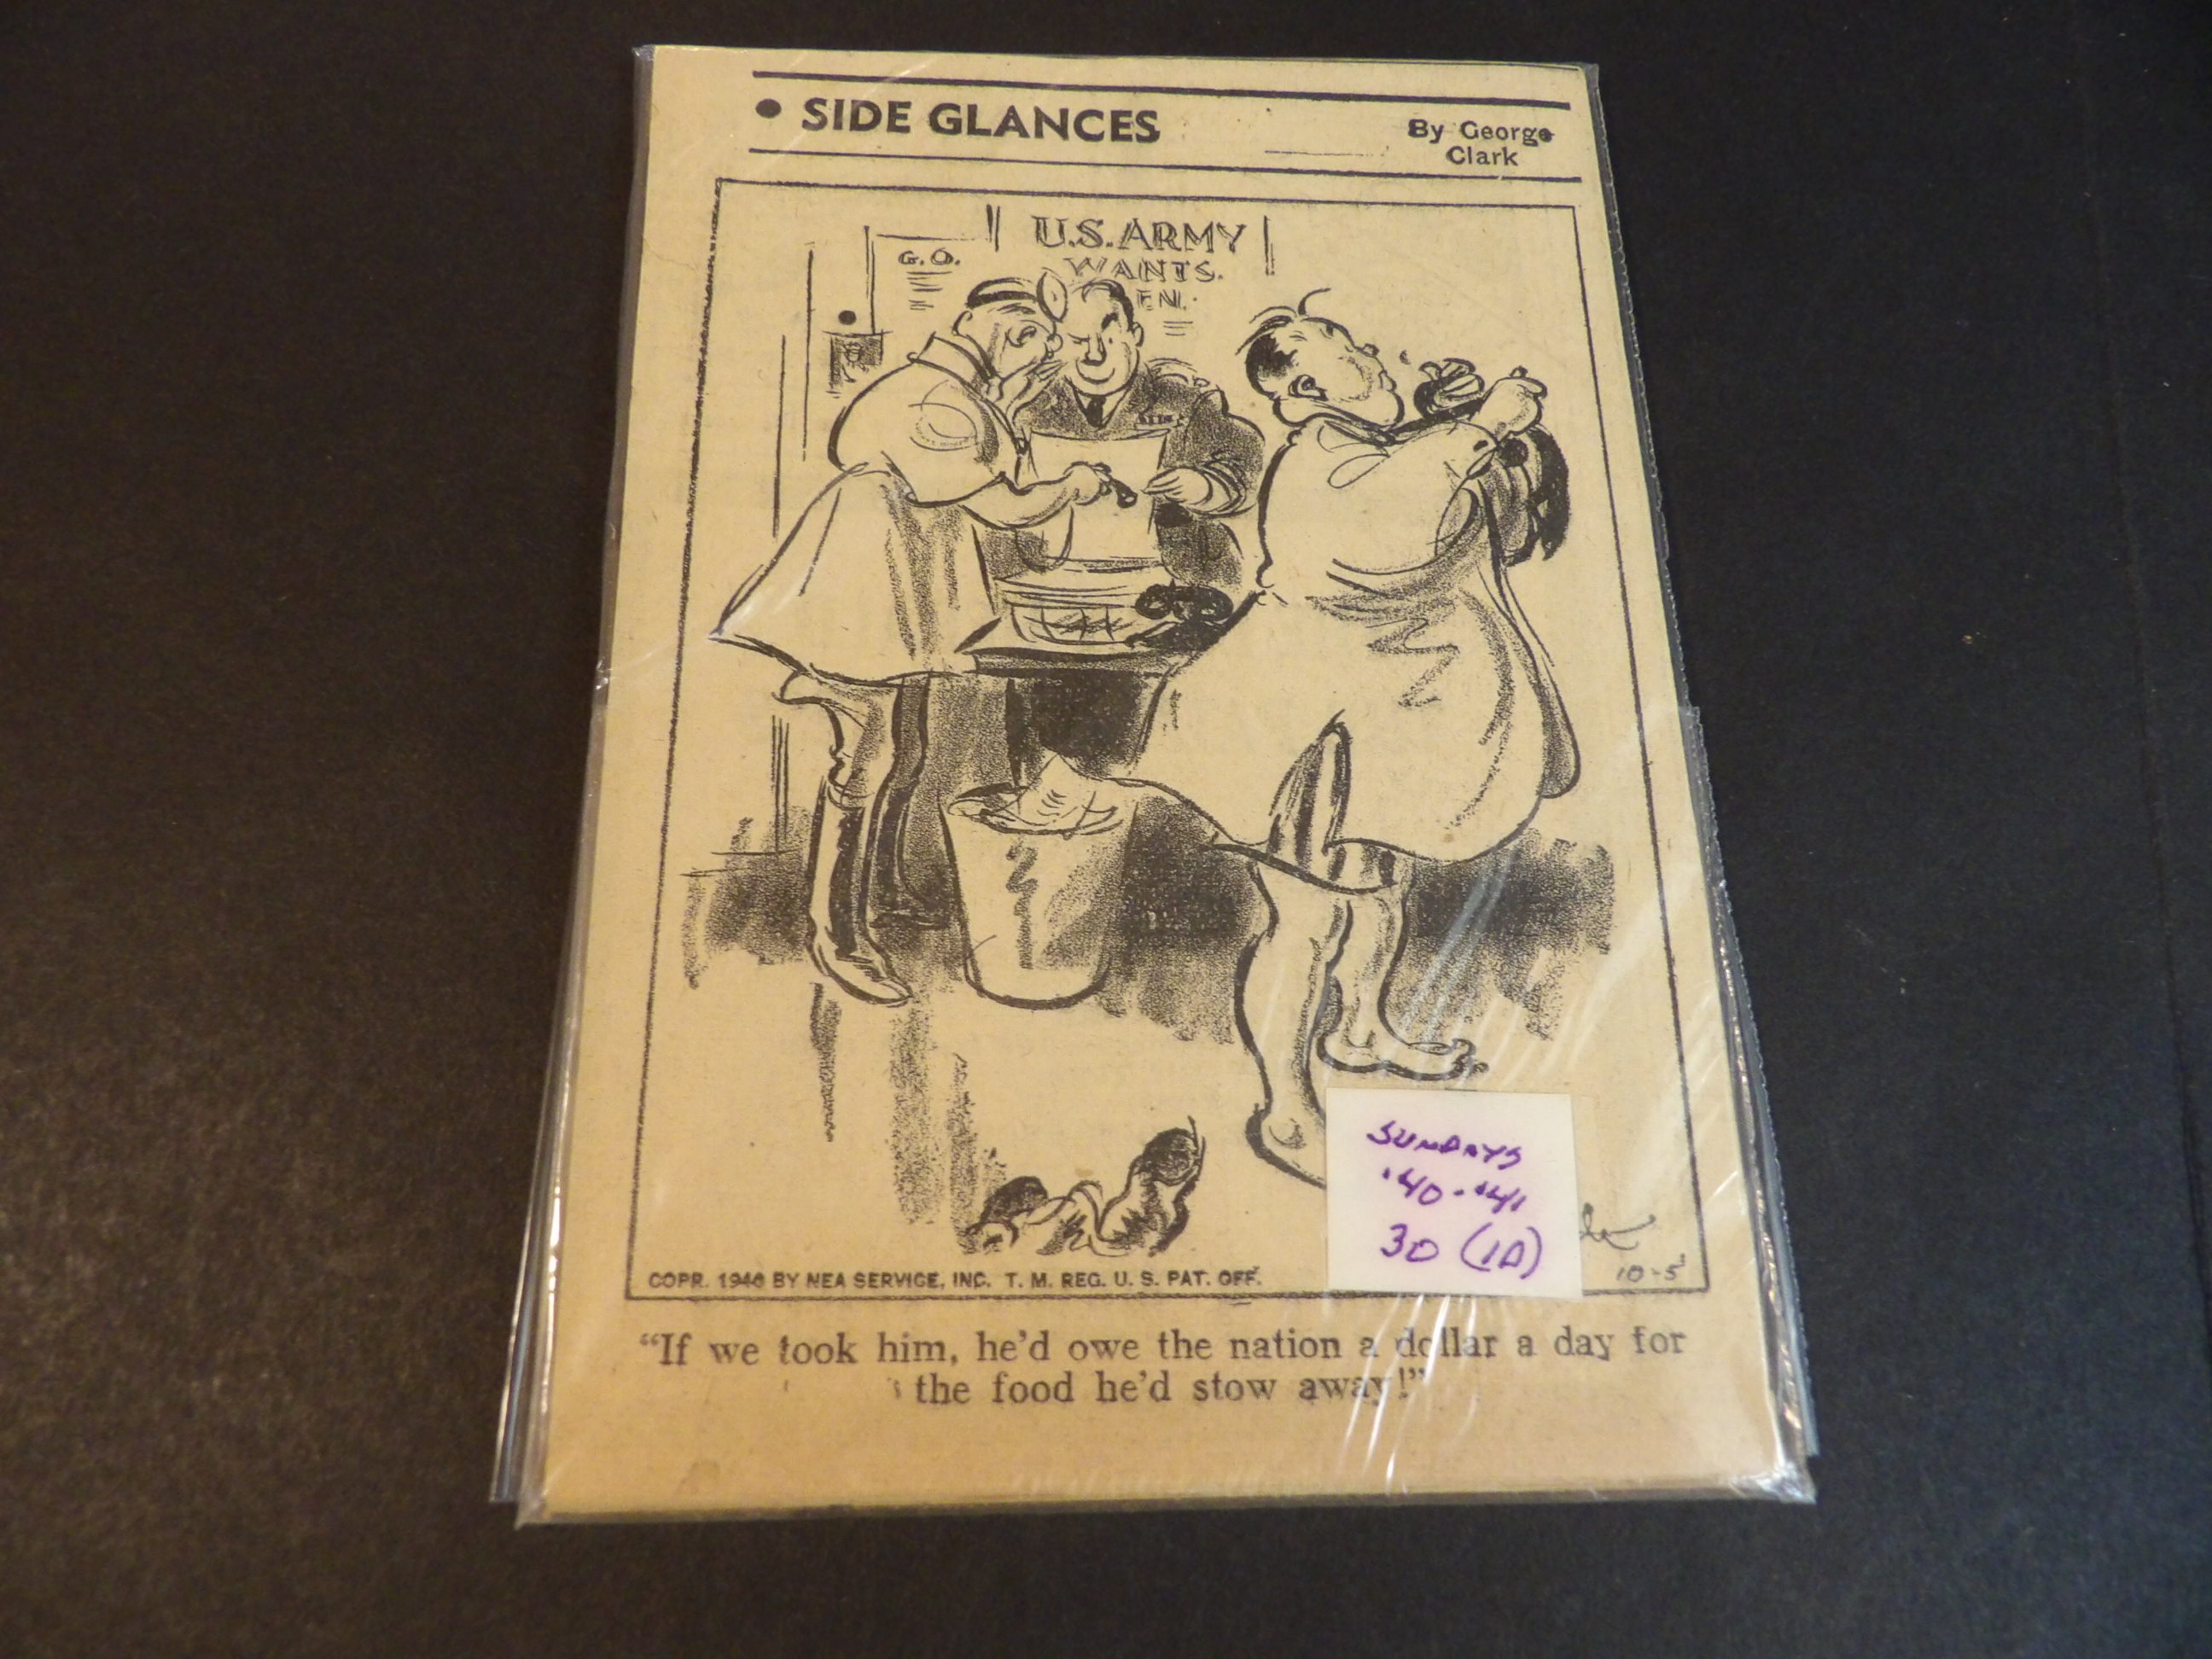 • SIDE GLANCES
By George
Clark
U.S. ARMY
WANTS.
EN.
G. O.
SUNDAYS
'40-'41
30 (1D)
10-5
COPR. 1940 BY NEA SERVICE, INC. T. M. REG. U. S. PAT. OFF.
“If we took him, he’d owe the nation a dollar a day for
the food he’d stow away!”